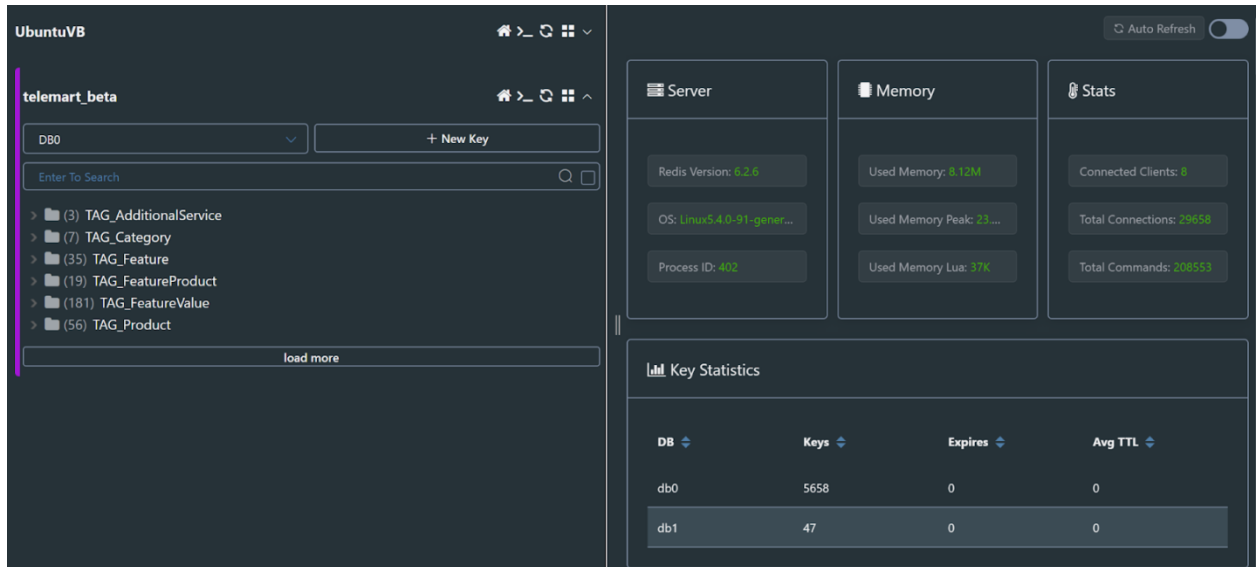 UbuntuVB
telemart_beta
DB0
+ New Key
Enter To Search
(3) TAG_AdditionalService
(7) TAG_Category
(35) TAG_Feature
(19) TAG_FeatureProduct
(181) TAG_FeatureValue
(56) TAG_Product
load more
Auto Refresh
Server
Redis Version: 6.2.6
OS: Linux5.4.0-91-gener...
Process ID: 402
Memory
Used Memory: 8.12M
Used Memory Peak: 23....
Used Memory Lua: 37K
Stats
Connected Clients: 8
Total Connections: 29658
Total Commands: 208553
Key Statistics
DB Keys Expires Avg TTL
db0 5658 0 0
db1 47 0 0